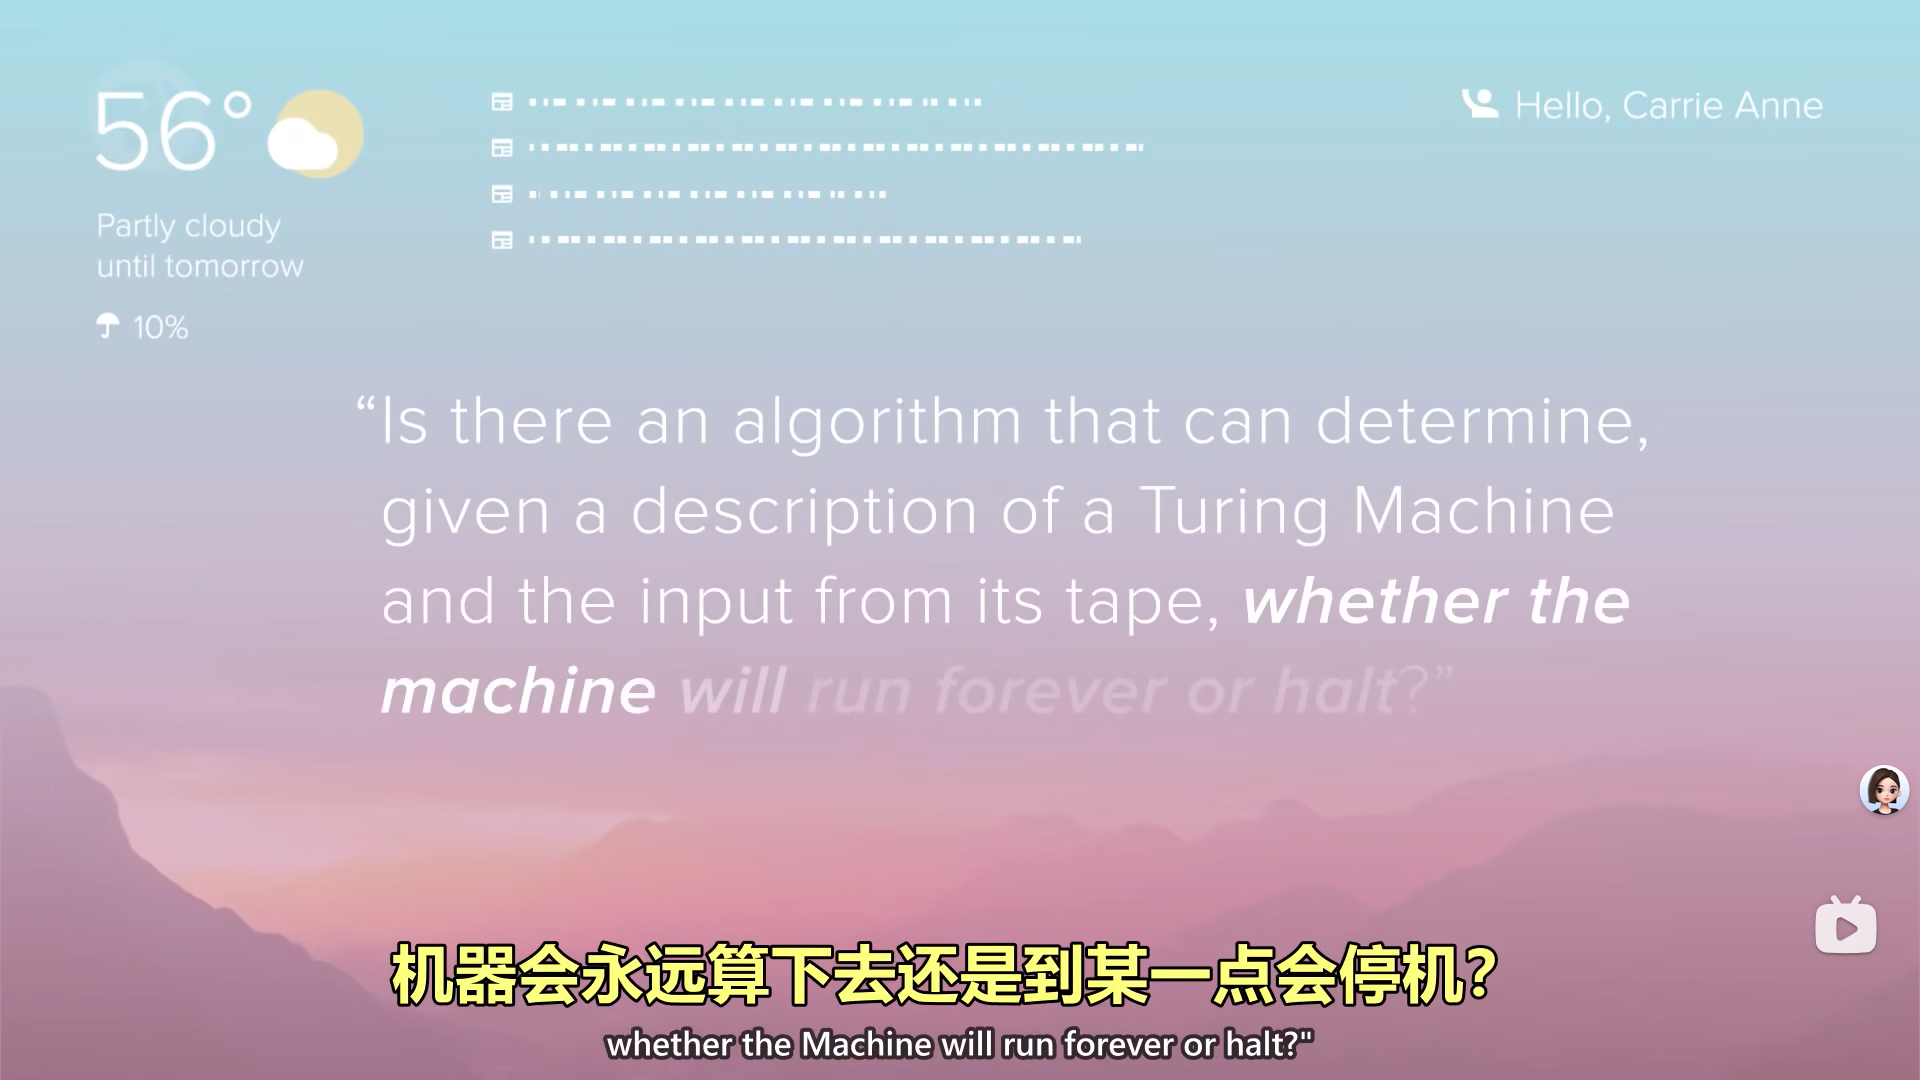 56°
Partly cloudy
until tomorrow
10%
Hello, Carrie Anne
“Is there an algorithm that can determine,
given a description of a Turing Machine
and the input from its tape, whether the
machine will run forever or halt?”
机器会永远算下去还是到某一点会停机?
whether the Machine will run forever or halt?"